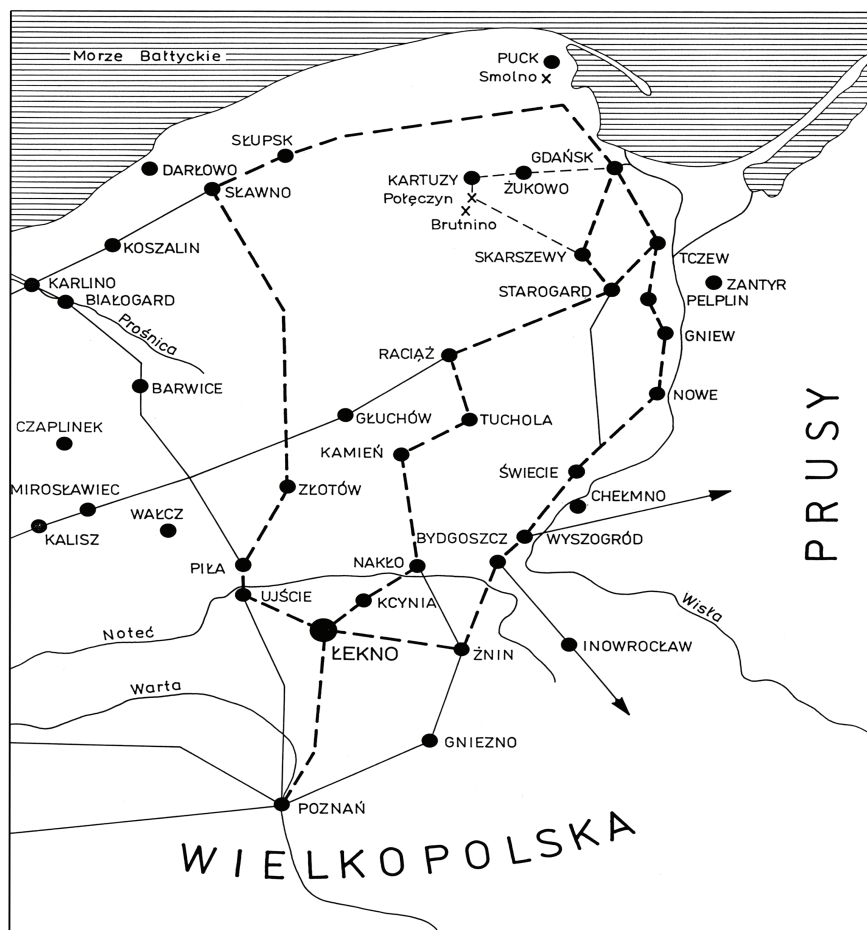 Morze Bałtyckie
PUCK
Smolno
SŁUPSK
GDAŃSK
DARŁOWO
KARTUZY
ŻUKOWO
SŁAWNO
Połęczyn
Brutnino
KOSZALIN
SKARSZEWY
TCZEW
KARLINO
STAROGARD
ZANTYR
BIAŁOGARD
PELPLIN
Prośnica
GNIEW
RACIĄŻ
BARWICE
NOWE
PRUSY
GŁUCHÓW
TUCHOLA
CZAPLINEK
KAMIEŃ
ŚWIECIE
MIROSŁAWIEC
ZŁOTÓW
CHEŁMNO
WAŁCZ
KALISZ
BYDGOSZCZ
WYSZOGRÓD
PIŁA
NAKŁO
UJŚCIE
KCYNIA
Wisła
Noteć
ŁEKNO
ŻNIN
INOWROCŁAW
Warta
GNIEZNO
POZNAŃ
WIELKOPOLSKA